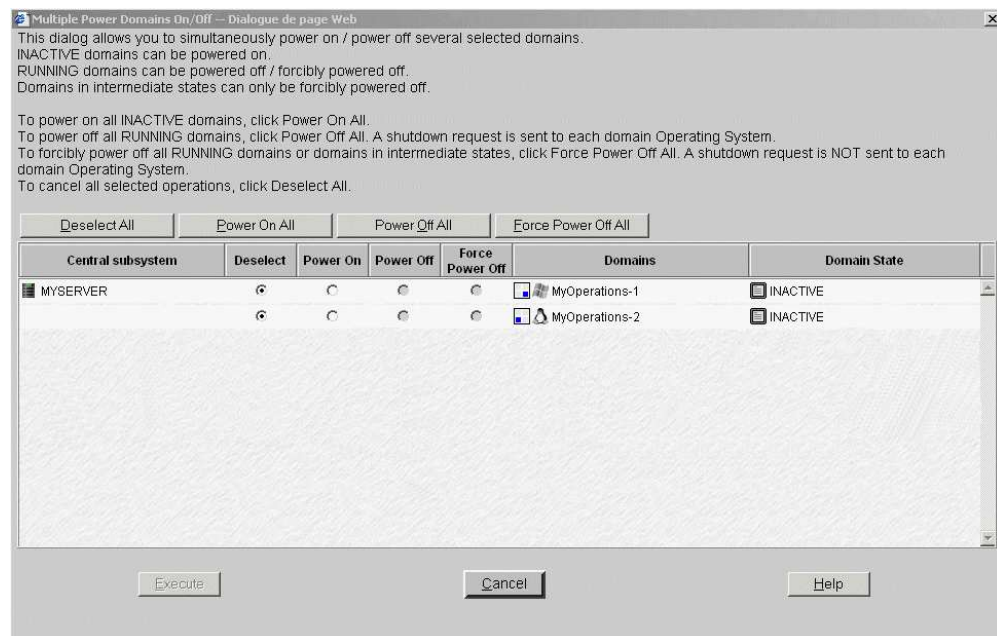 Multiple Power Domains On/Off -- Dialogue de page Web
This dialog allows you to simultaneously power on / power off several selected domains.
INACTIVE domains can be powered on.
RUNNING domains can be powered off / forcibly powered off.
Domains in intermediate states can only be forcibly powered off.
To power on all INACTIVE domains, click Power On All.
To power off all RUNNING domains, click Power Off All. A shutdown request is sent to each domain Operating System.
To forcibly power off all RUNNING domains or domains in intermediate states, click Force Power Off All. A shutdown request is NOT sent to each
domain Operating System.
To cancel all selected operations, click Deselect All.
Deselect All Power On All Power Off All Force Power Off All
Central subsystem Deselect Power On Power Off Force Power Off Domains Domain State
MYSERVER MyOperations-1 INACTIVE
MyOperations-2 INACTIVE
Execute Cancel Help